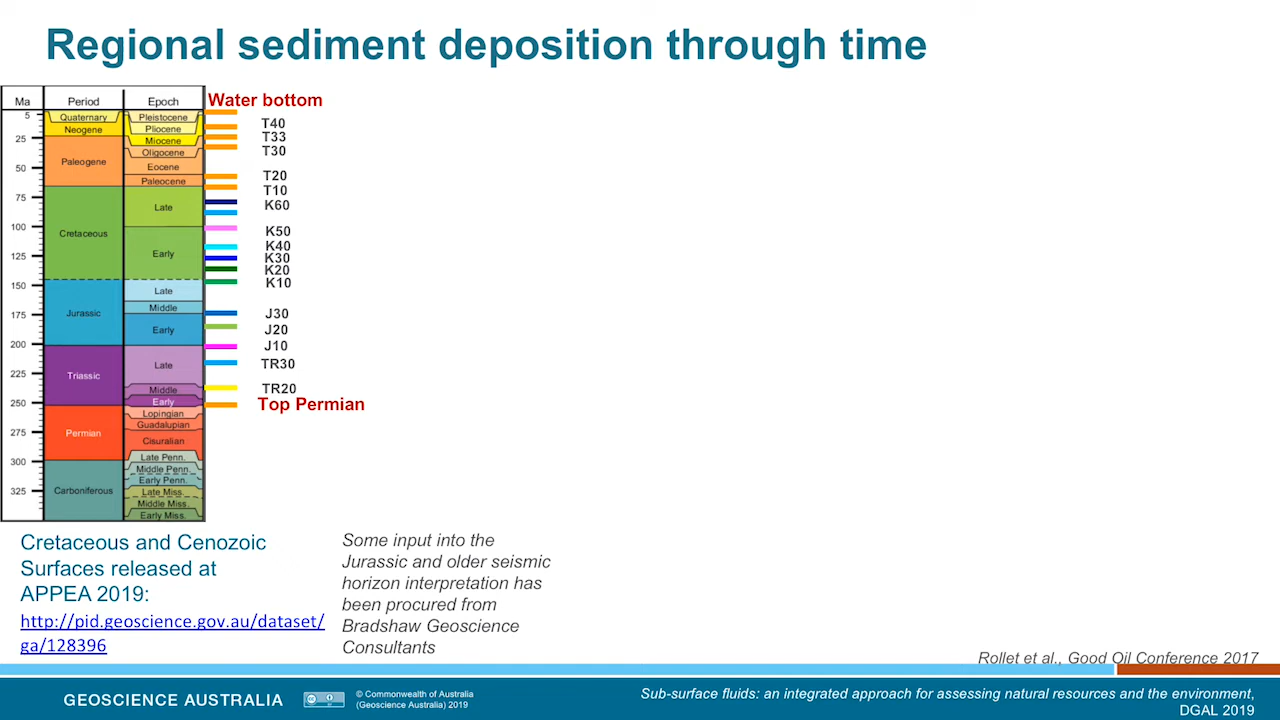 Regional sediment deposition through time
Ma Period Epoch
Water bottom
5
25
50
75
100
125
150
175
200
225
250
275
300
325
Quaternary
Neogene
Paleogene
Cretaceous
Jurassic
Triassic
Permian
Carboniferous
Pleistocene
Pliocene
Miocene
Oligocene
Eocene
Paleocene
Late
Early
Late
Middle
Early
Late
Middle
Early
Lopingian
Guadalupian
Cisuralian
Late Penn.
Middle Penn.
Early Penn.
Late Miss.
Middle Miss.
Early Miss.
T40
T33
T30
T20
T10
K60
K50
K40
K30
K20
K10
J30
J20
J10
TR30
TR20
Top Permian
Cretaceous and Cenozoic
Surfaces released at
APPEA 2019:
http://pid.geoscience.gov.au/dataset/
ga/128396
Some input into the
Jurassic and older seismic
horizon interpretation has
been procured from
Bradshaw Geoscience
Consultants
Rollet et al., Good Oil Conference 2017
GEOSCIENCE AUSTRALIA
© Commonwealth of Australia
(Geoscience Australia) 2019
Sub-surface fluids: an integrated approach for assessing natural resources and the environment,
DGAL 2019